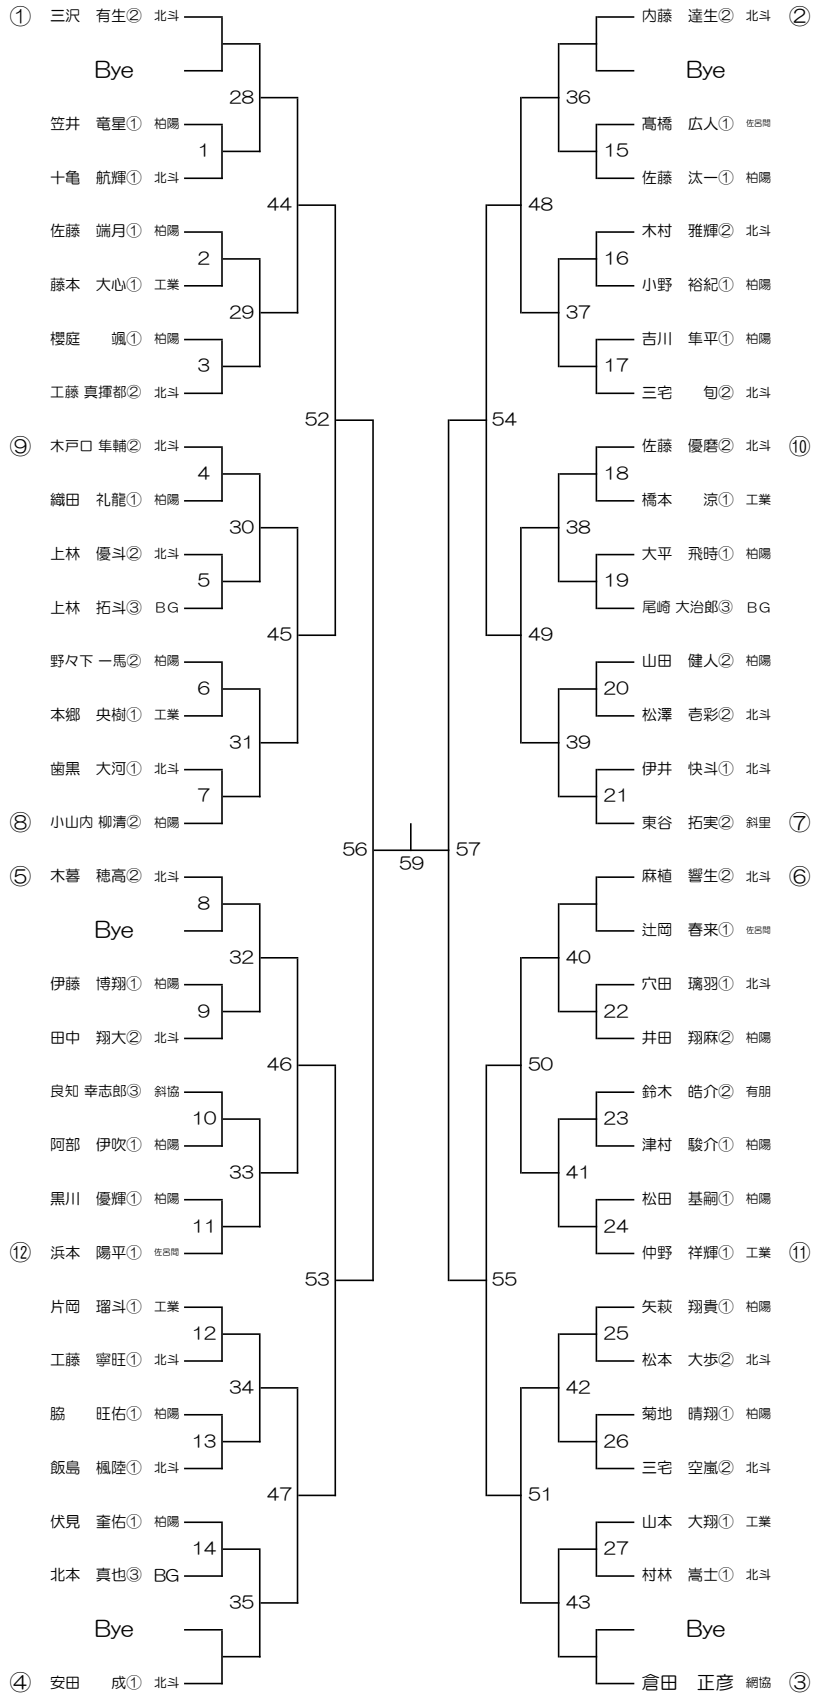 ① 三沢 有生② 北斗
Bye
28
笠井 竜星① 柏陽
1
十亀 航輝① 北斗
44
佐藤 端月① 柏陽
2
藤本 大心① 工業
29
櫻庭 颯① 柏陽
3
工藤 真揮都② 北斗
52
⑨ 木戸口 隼輔② 北斗
4
織田 礼龍① 柏陽
30
上林 優斗② 北斗
5
上林 拓斗③ BG
45
野々下 一馬② 柏陽
6
本郷 央樹① 工業
31
歯黒 大河① 北斗
7
⑧ 小山内 柳清② 柏陽
56
⑤ 木暮 穂高② 北斗
8
Bye
32
伊藤 博翔① 柏陽
9
田中 翔大② 北斗
46
良知 幸志郎③ 斜協
10
阿部 伊吹① 柏陽
33
黒川 優輝① 柏陽
11
⑫ 浜本 陽平① 佐呂間
53
片岡 瑠斗① 工業
12
工藤 寧旺① 北斗
34
脇 旺佑① 柏陽
13
飯島 楓陸① 北斗
47
伏見 奎佑① 柏陽
14
北本 真也③ BG
35
Bye
④ 安田 成① 北斗
59
内藤 達生② 北斗 ②
Bye
36
髙橋 広人① 佐呂間
15
佐藤 汰一① 柏陽
48
木村 雅輝② 北斗
16
小野 裕紀① 柏陽
37
吉川 隼平① 柏陽
17
三宅 旬② 北斗
54
佐藤 優磨② 北斗 ⑩
18
橋本 涼① 工業
38
大平 飛時① 柏陽
19
尾崎 大治郎③ BG
49
山田 健人② 柏陽
20
松澤 壱彩② 北斗
39
伊井 快斗① 北斗
21
東谷 拓実② 斜里 ⑦
57
麻植 響生② 北斗 ⑥
辻岡 春来① 佐呂間
40
穴田 璃羽① 北斗
22
井田 翔麻② 柏陽
50
鈴木 皓介② 有朋
23
津村 駿介① 柏陽
41
松田 基嗣① 柏陽
24
仲野 祥輝① 工業 ⑪
55
矢萩 翔貴① 柏陽
25
松本 大歩② 北斗
42
菊地 晴翔① 柏陽
26
三宅 空嵐② 北斗
51
山本 大翔① 工業
27
村林 嵩士① 北斗
43
Bye
倉田 正彦 網協 ③